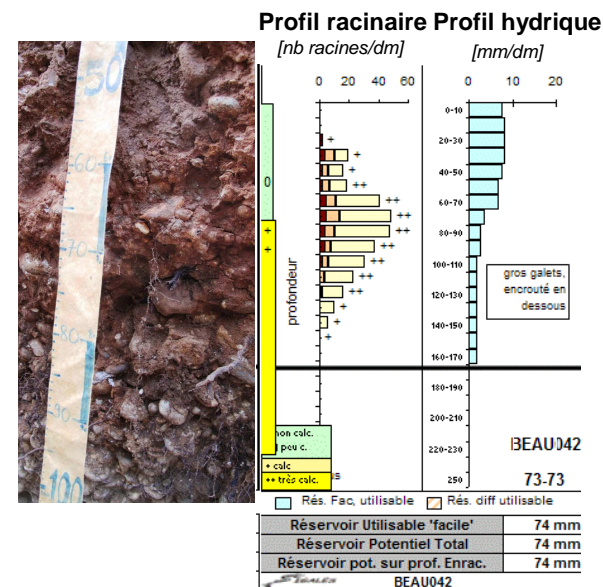 Profil racinaire Profil hydrique
[nb racines/dm] [mm/dm]
0 20 40 60 0 10 20
50
60
70
80
90
100
0
+
+
profondeur
+
+
+
++
++
++
++
++
++
++
++
+
+
+
0-10
20-30
40-50
60-70
80-90
100-110
120-130
140-150
160-170
180-190
200-210
220-230
250
gros galets,
encrouté en
dessous
non calc.
peu c.
+ calc
++ très calc.
BEAU042
73-73
Rés. Fac, utilisable Rés. diff utilisable
Réservoir Utilisable 'facile' 74 mm
Réservoir Potentiel Total 74 mm
Réservoir pot. sur prof. Enrac. 74 mm
BEAU042